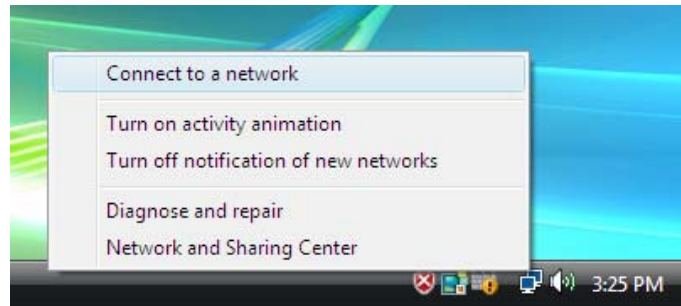 Connect to a network
Turn on activity animation
Turn off notification of new networks
Diagnose and repair
Network and Sharing Center
3:25 PM